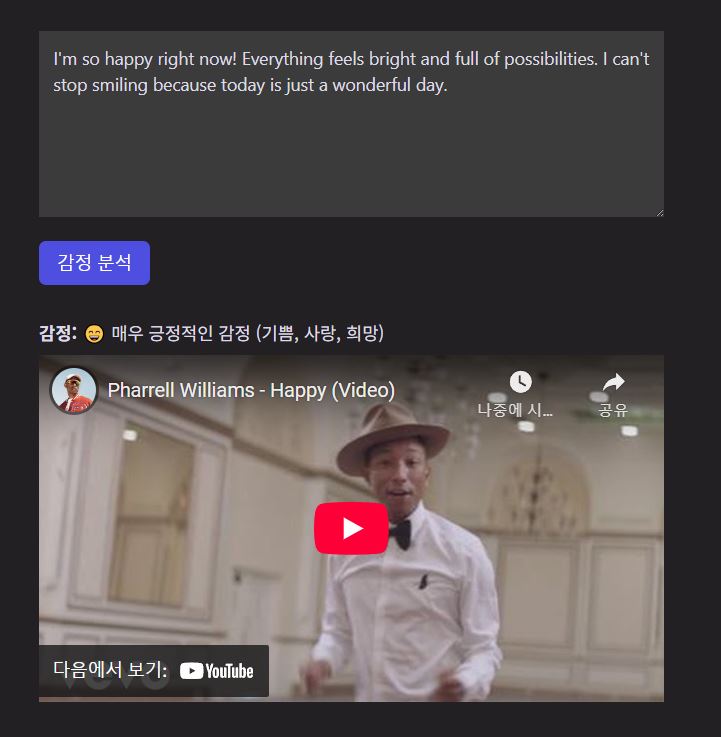 I'm so happy right now! Everything feels bright and full of possibilities. I can't
stop smiling because today is just a wonderful day.
감정 분석
감정: 😄 매우 긍정적인 감정 (기쁨, 사랑, 희망)
Pharrell Williams - Happy (Video)
나중에 시...
공유
다음에서 보기: YouTube
vevo